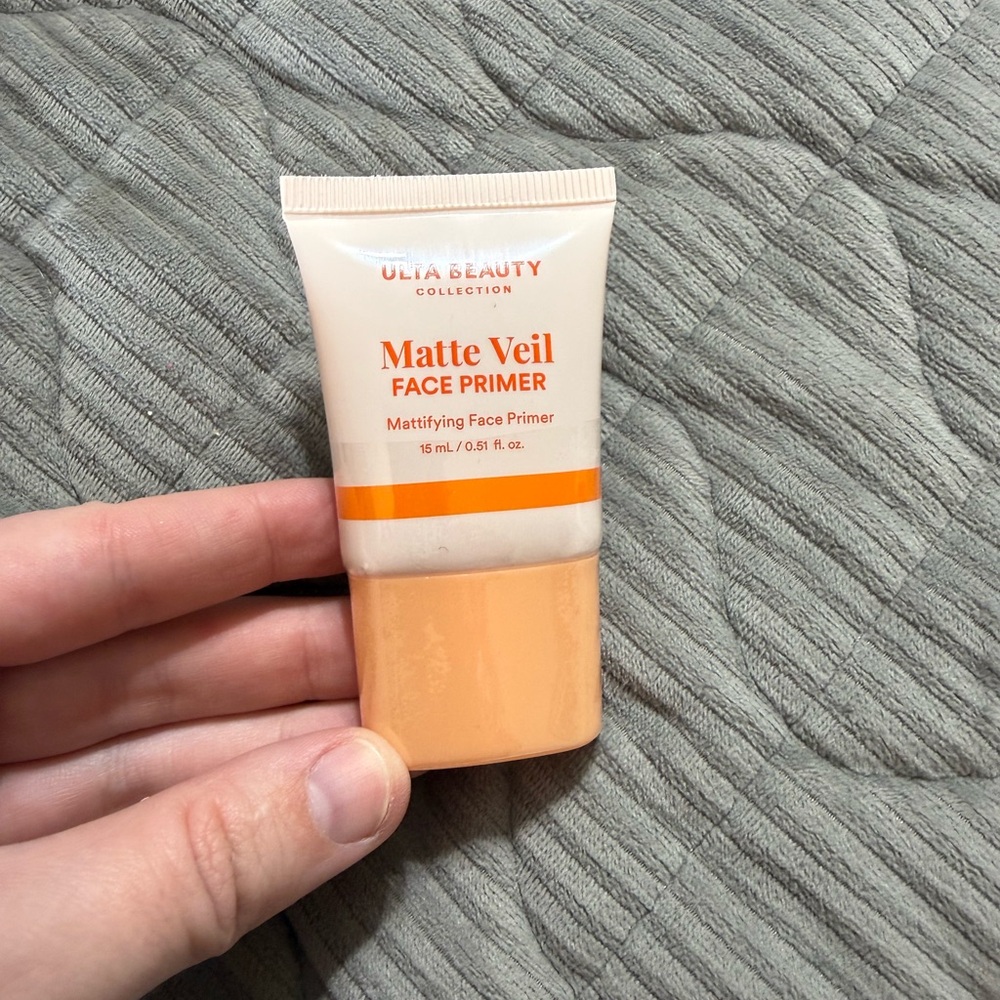 ULTA BEAUTY
COLLECTION
Matte Veil
FACE PRIMER
Mattifying Face Primer
15 mL / 0.51 fl. oz.